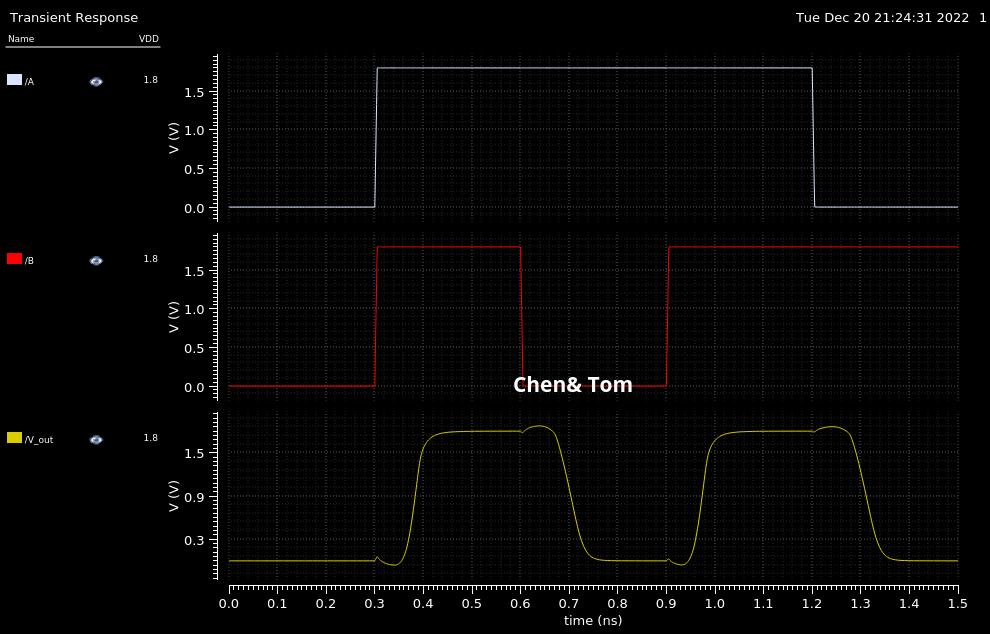 Transient Response
Tue Dec 20 21:24:31 2022 1
Name VDD
/A 1.8
1.5
1.0
0.5
0.0
V (V)
/B 1.8
1.5
1.0
0.5
0.0
V (V)
Chen& Tom
/V_out 1.8
1.5
0.9
0.3
V (V)
0.0 0.1 0.2 0.3 0.4 0.5 0.6 0.7 0.8 0.9 1.0 1.1 1.2 1.3 1.4 1.5
time (ns)